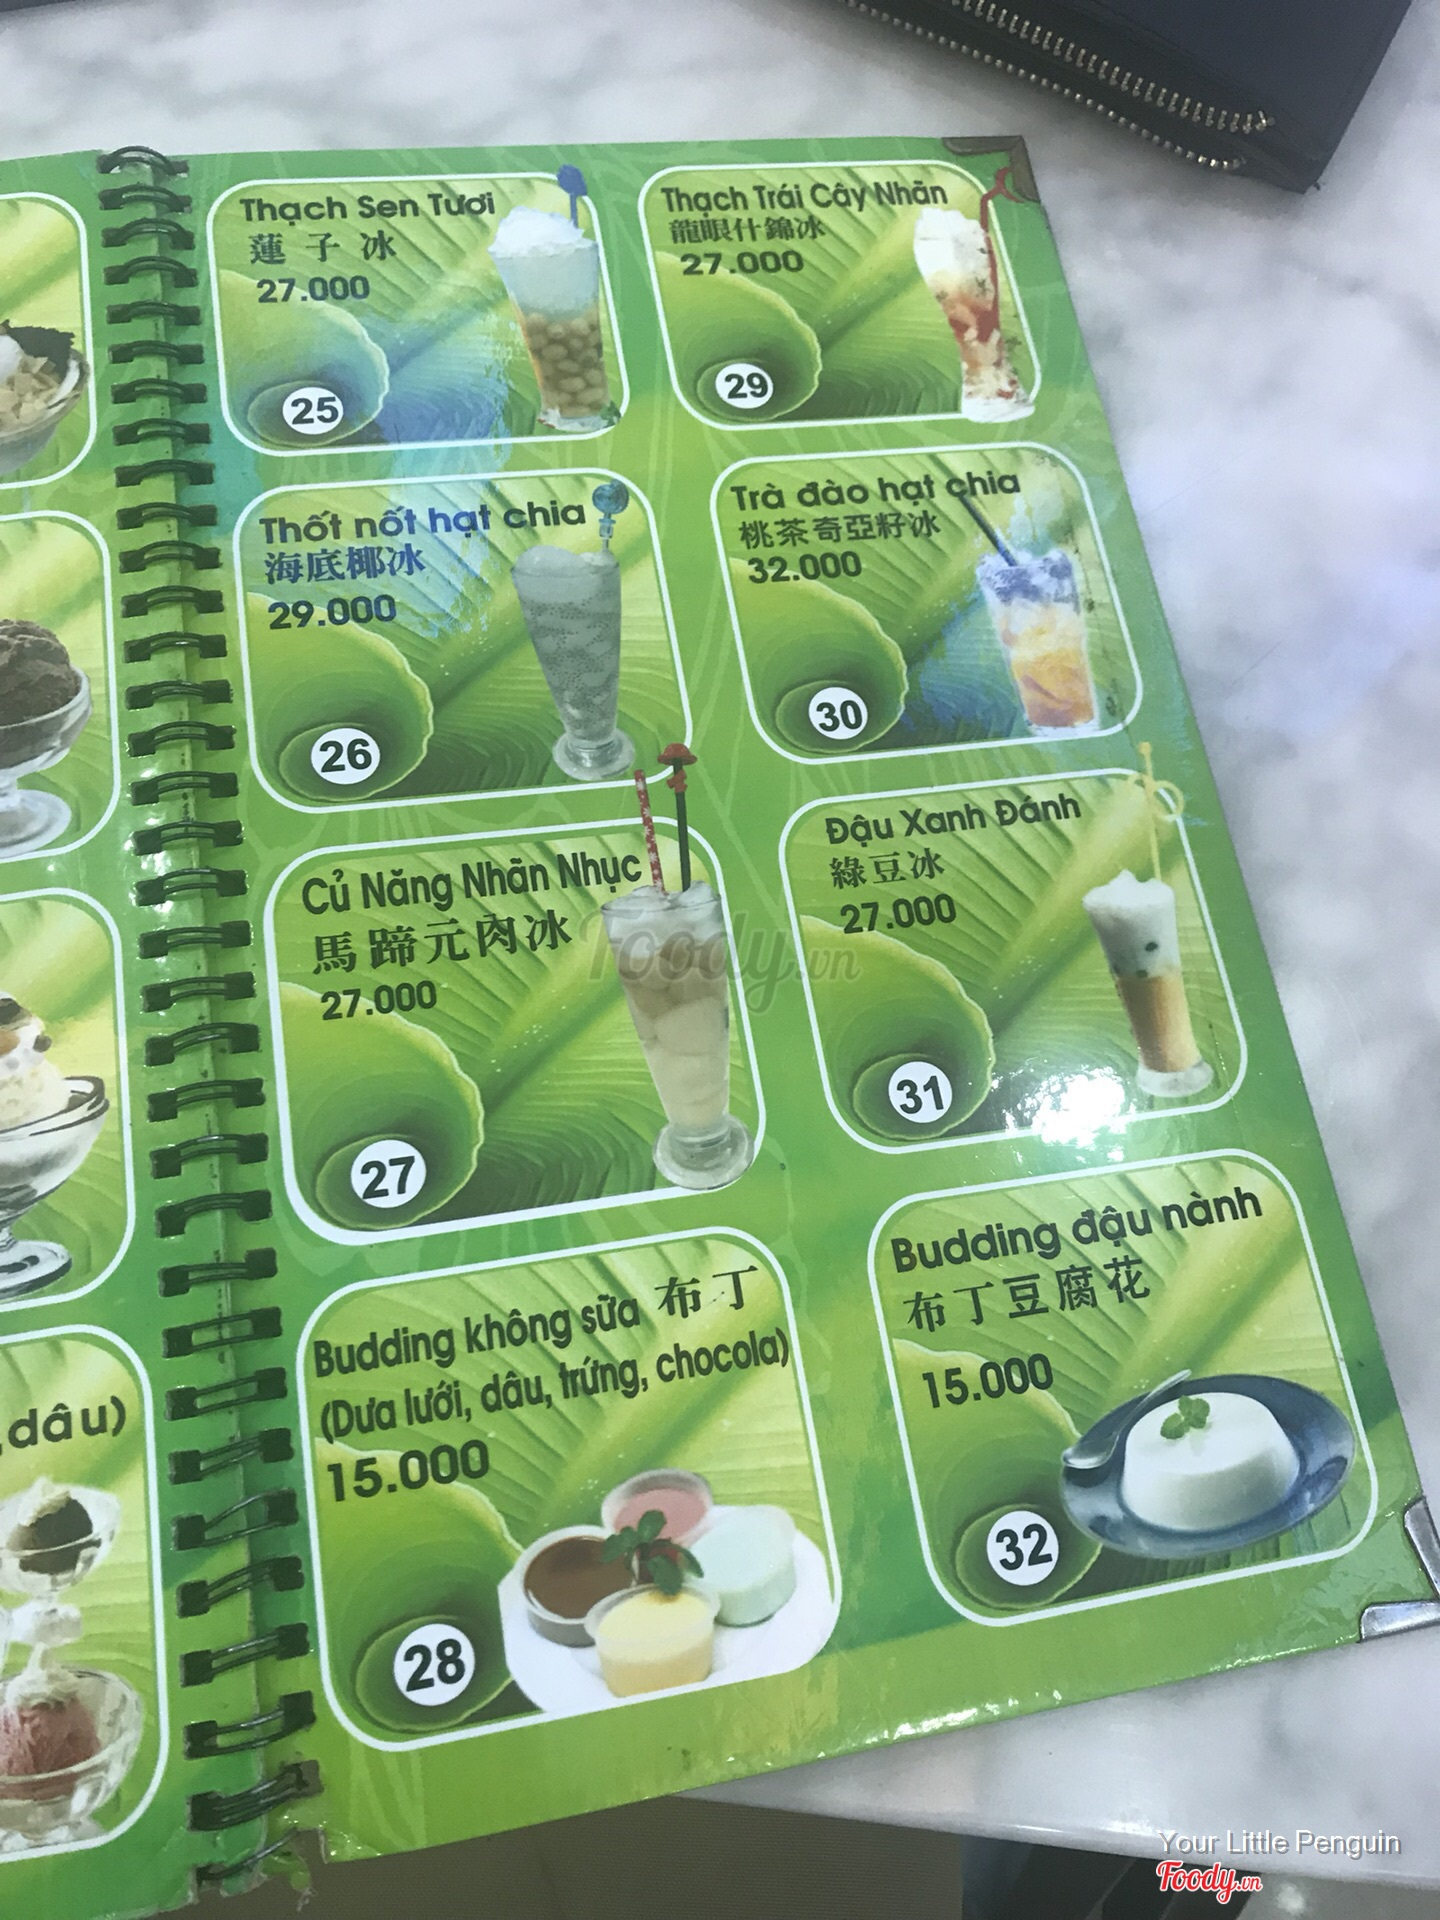 Thạch Sen Tươi
蓮子冰
27.000
25
Thốt nốt hạt chia
海底椰冰
29.000
26
Củ Năng Nhãn Nhục
馬蹄元肉冰
27.000
27
Budding không sữa 布丁
(Dưa lưới, dâu, trứng, chocola)
15.000
28
Thạch Trái Cây Nhãn
龍眼什錦冰
27.000
29
Trà đào hạt chia
桃茶奇亞籽冰
32.000
30
Đậu Xanh Đánh
綠豆冰
27.000
31
Budding đậu nành
布丁豆腐花
15.000
32
,dâu)
Foody.vn
Your Little Penguin
Foody.vn